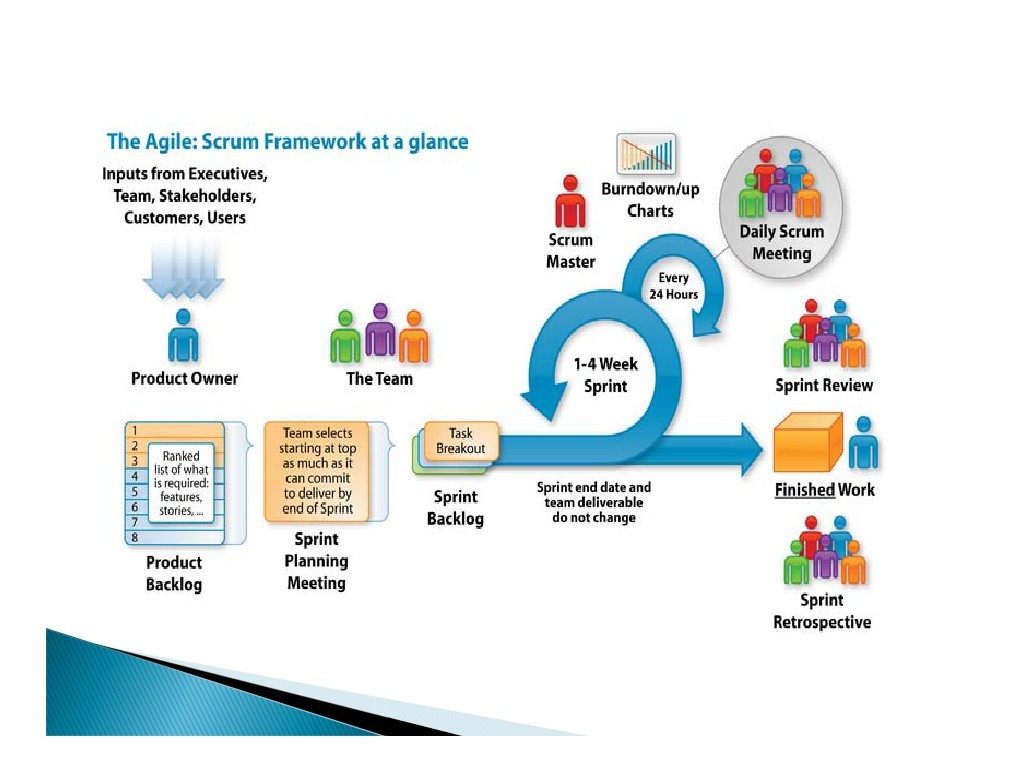 The Agile: Scrum Framework at a glance
Inputs from Executives,
Team, Stakeholders,
Customers, Users
Product Owner
The Team
1
2
3
4
5
6
7
8
Ranked
list of what
is required:
features,
stories, ...
Product
Backlog
Team selects
starting at top
as much as it
can commit
to deliver by
end of Sprint
Sprint
Planning
Meeting
Task
Breakout
Sprint
Backlog
Scrum
Master
Burndown/up
Charts
Daily Scrum
Meeting
Every
24 Hours
1-4 Week
Sprint
Sprint end date and
team deliverable
do not change
Sprint Review
Finished Work
Sprint
Retrospective